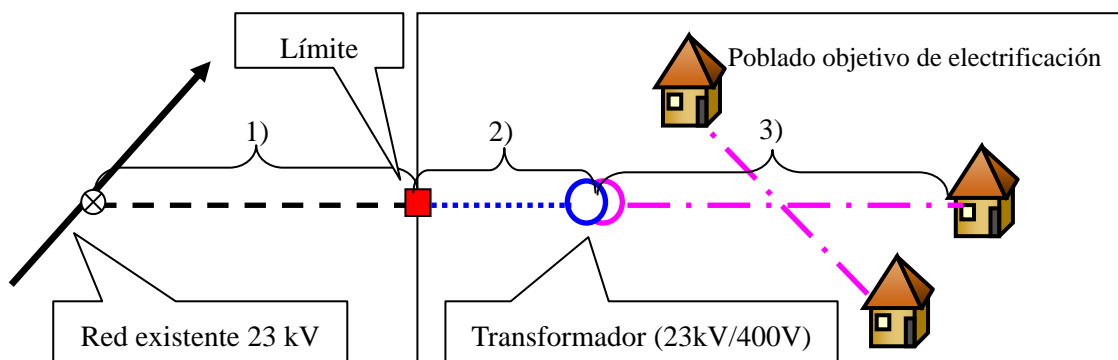 Límite
Poblado objetivo de electrificación
1)
2)
3)
Red existente 23 kV
Transformador (23kV/400V)